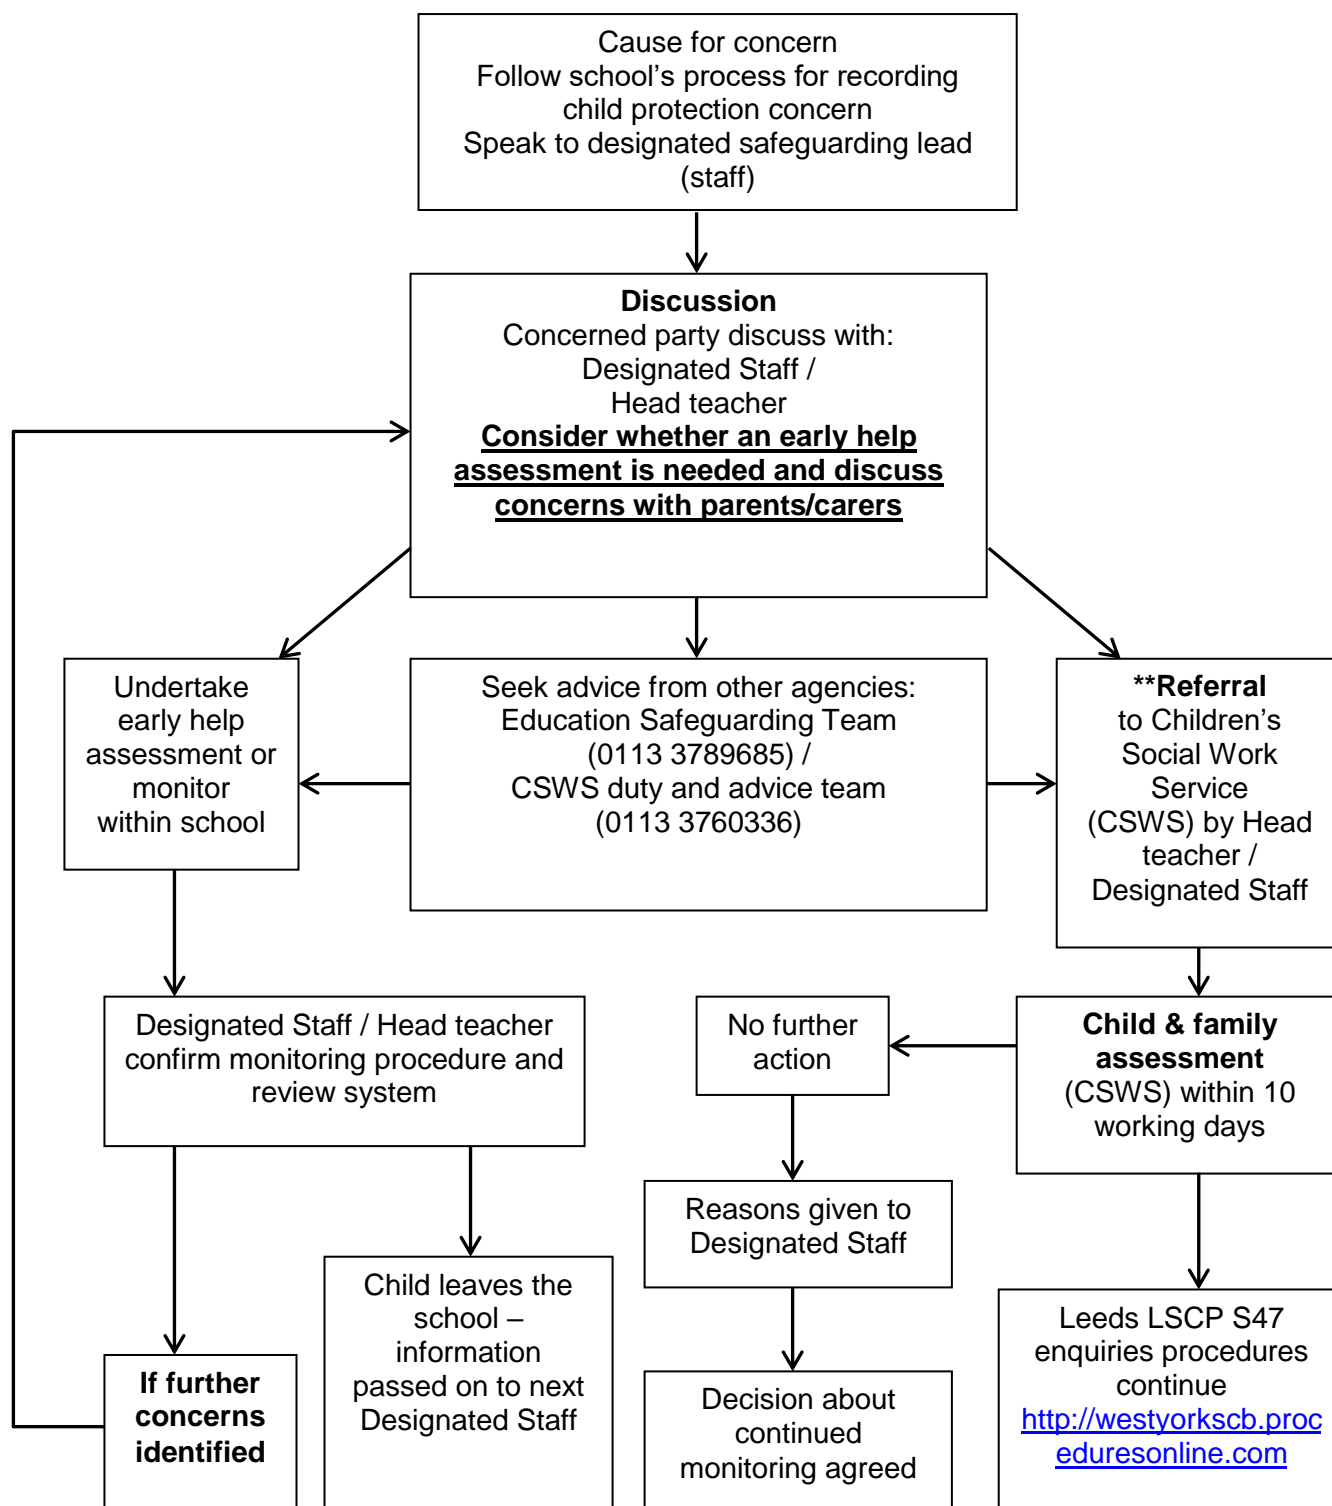 Cause for concern
Follow school’s process for recording
child protection concern
Speak to designated safeguarding lead
(staff)
Discussion
Concerned party discuss with:
Designated Staff /
Head teacher
Consider whether an early help
assessment is needed and discuss
concerns with parents/carers
Undertake
early help
assessment or
monitor
within school
Seek advice from other agencies:
Education Safeguarding Team
(0113 3789685) /
CSWS duty and advice team
(0113 3760336)
**Referral
to Children’s
Social Work
Service
(CSWS) by Head
teacher /
Designated Staff
Designated Staff / Head teacher
confirm monitoring procedure and
review system
No further
action
Child & family
assessment
(CSWS) within 10
working days
Reasons given to
Designated Staff
If further
concerns
identified
Child leaves the
school –
information
passed on to next
Designated Staff
Decision about
continued
monitoring agreed
Leeds LSCP S47
enquiries procedures
continue
http://westyorkscb.proc
eduresonline.com